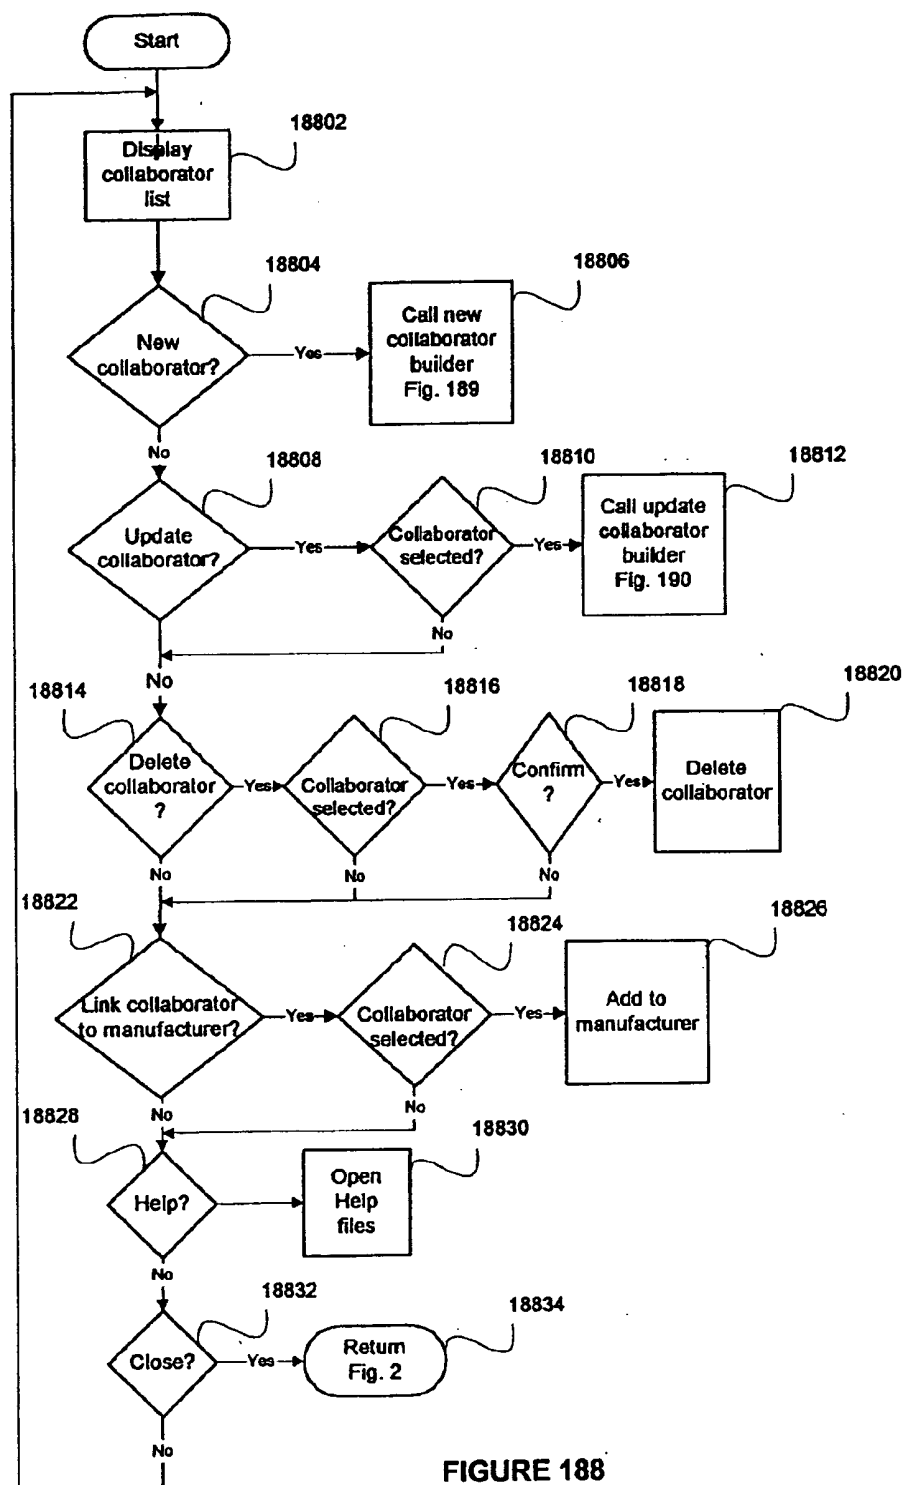 Start
18802
Display
collaborator
list
18804
18806
New
collaborator?
Yes
Call new
collaborator
builder
Fig. 189
No
18808
18810
18812
Update
collaborator?
Yes
Collaborator
selected?
Yes
Call update
collaborator
builder
Fig. 190
No
No
18814
18816
18818
18820
Delete
collaborator
?
Yes
Collaborator
selected?
Yes
Confirm
?
Yes
Delete
collaborator
No
No
No
18822
18824
18826
Link collaborator
to manufacturer?
Yes
Collaborator
selected?
Yes
Add to
manufacturer
No
No
18828
18830
Help?
Open
Help
files
No
18832
18834
Close?
Yes
Return
Fig. 2
No
FIGURE 188